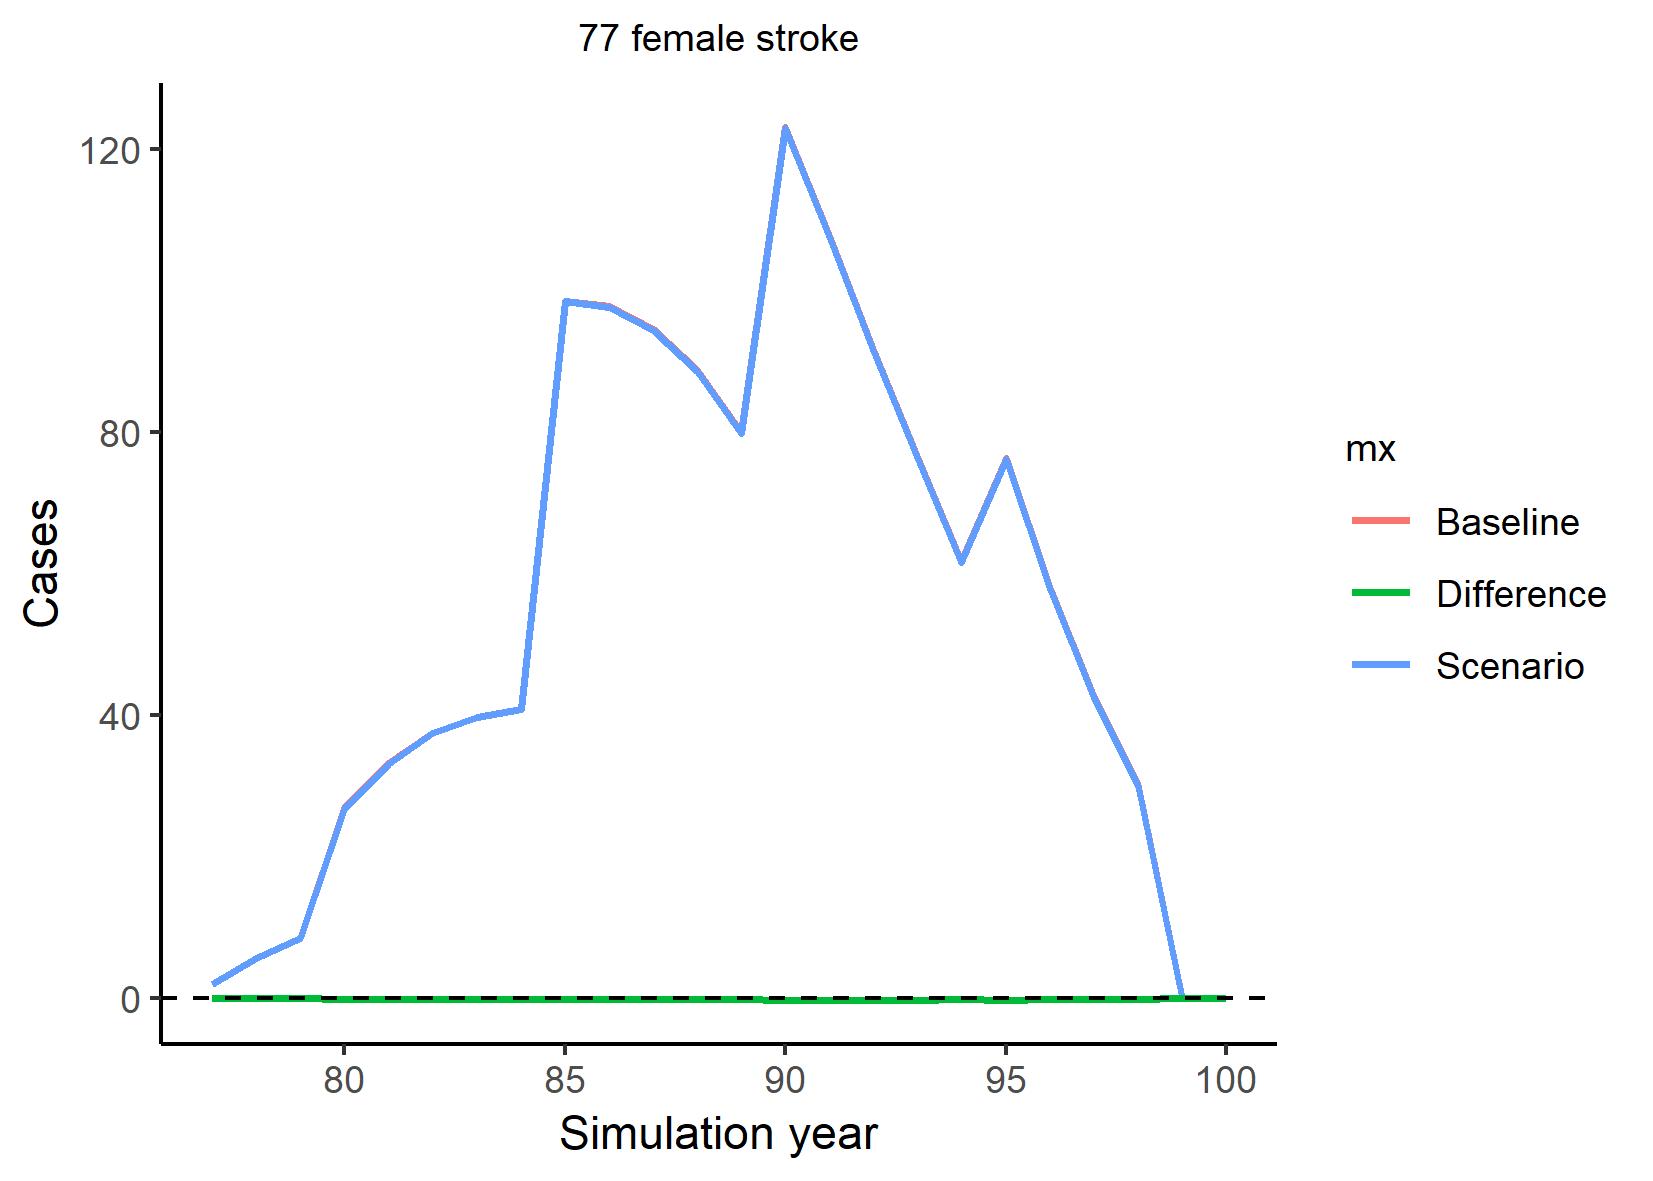 77 female stroke
120
80
40
0
Cases
80 85 90 95 100
Simulation year
mx
Baseline
Difference
Scenario